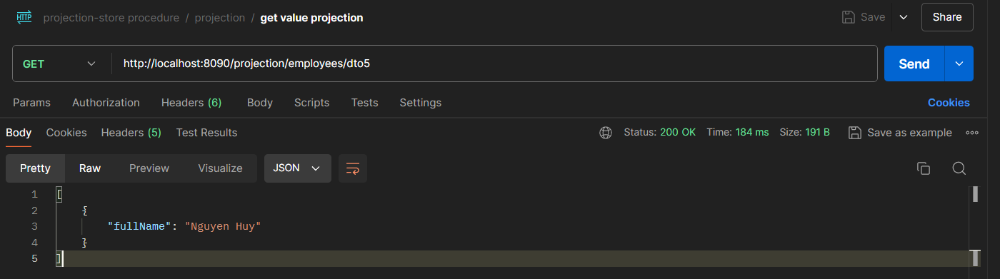 HTTP projection-store procedure / projection / get value projection Save Share
GET http://localhost:8090/projection/employees/dto5 Send
Params Authorization Headers (6) Body Scripts Tests Settings Cookies
Body Cookies Headers (5) Test Results Status: 200 OK Time: 184 ms Size: 191 B Save as example
Pretty Raw Preview Visualize JSON
1 [
2 {
3 "fullName": "Nguyen Huy"
4 }
5 ]